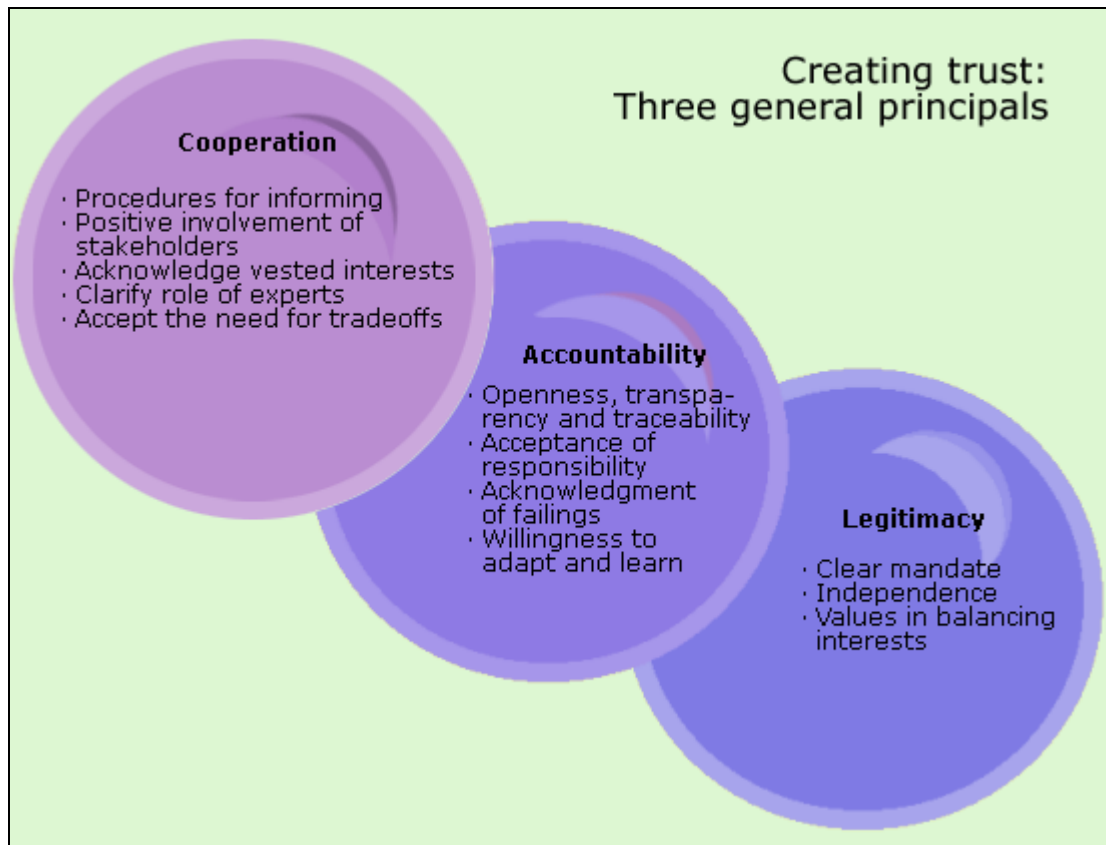 Creating trust:
Three general principals
Cooperation
· Procedures for informing
· Positive involvement of
stakeholders
· Acknowledge vested interests
· Clarify role of experts
· Accept the need for tradeoffs
Accountability
· Openness, transpa-
rency and traceability
· Acceptance of
responsibility
· Acknowledgment
of failings
· Willingness to
adapt and learn
Legitimacy
· Clear mandate
· Independence
· Values in balancing
interests